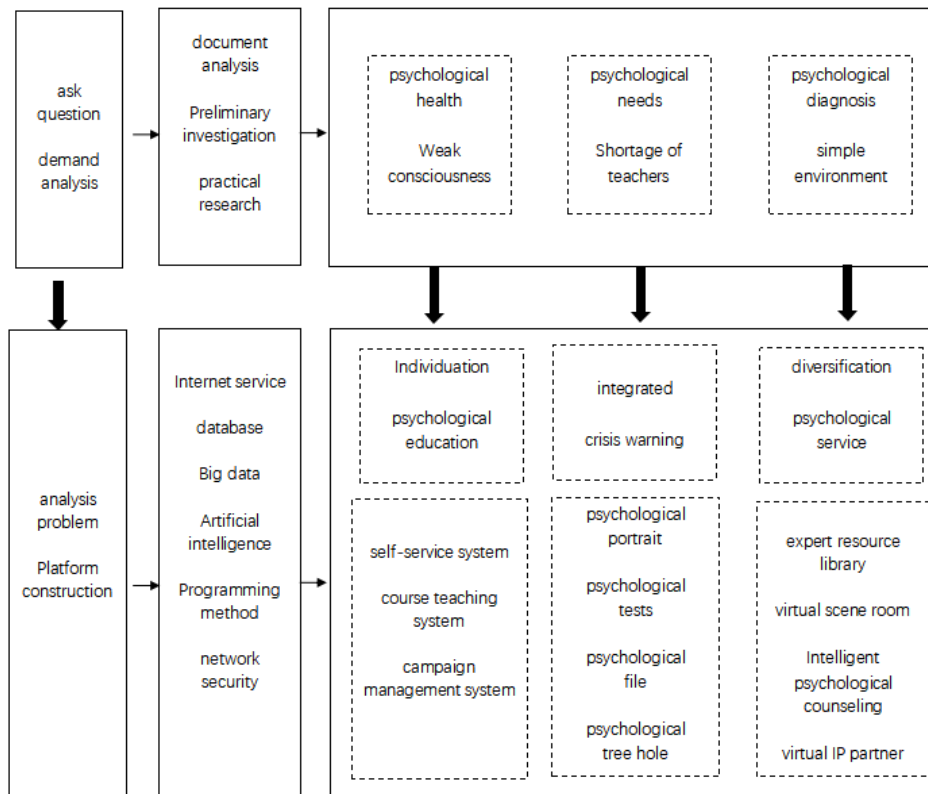 ask
question
demand
analysis
document
analysis
Preliminary
investigation
practical
research
psychological
health
Weak
consciousness
psychological
needs
Shortage of
teachers
psychological
diagnosis
simple
environment
analysis
problem
Platform
construction
Internet service
database
Big data
Artificial
intelligence
Programming
method
network
security
Individuation
psychological
education
integrated
crisis warning
diversification
psychological
service
self-service system
course teaching
system
campaign
management system
psychological
portrait
psychological
tests
psychological
file
psychological
tree hole
expert resource
library
virtual scene room
Intelligent
psychological
counseling
virtual IP partner